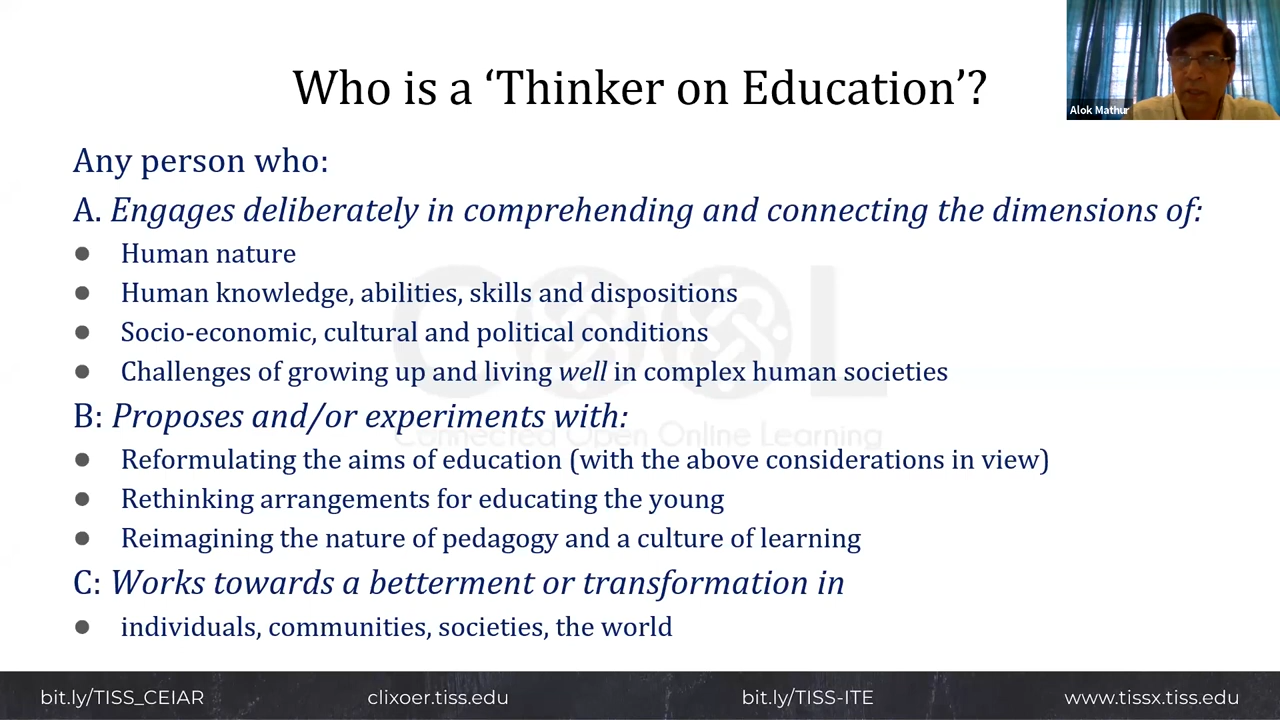 Who is a ‘Thinker on Education’?
Alok Mathur
Any person who:
A. Engages deliberately in comprehending and connecting the dimensions of:
● Human nature
● Human knowledge, abilities, skills and dispositions
● Socio-economic, cultural and political conditions
● Challenges of growing up and living well in complex human societies
B: Proposes and/or experiments with:
● Reformulating the aims of education (with the above considerations in view)
● Rethinking arrangements for educating the young
● Reimagining the nature of pedagogy and a culture of learning
C: Works towards a betterment or transformation in
● individuals, communities, societies, the world
COOL
Connected Open Online Learning
bit.ly/TISS_CEIAR clixoer.tiss.edu bit.ly/TISS-ITE www.tissx.tiss.edu